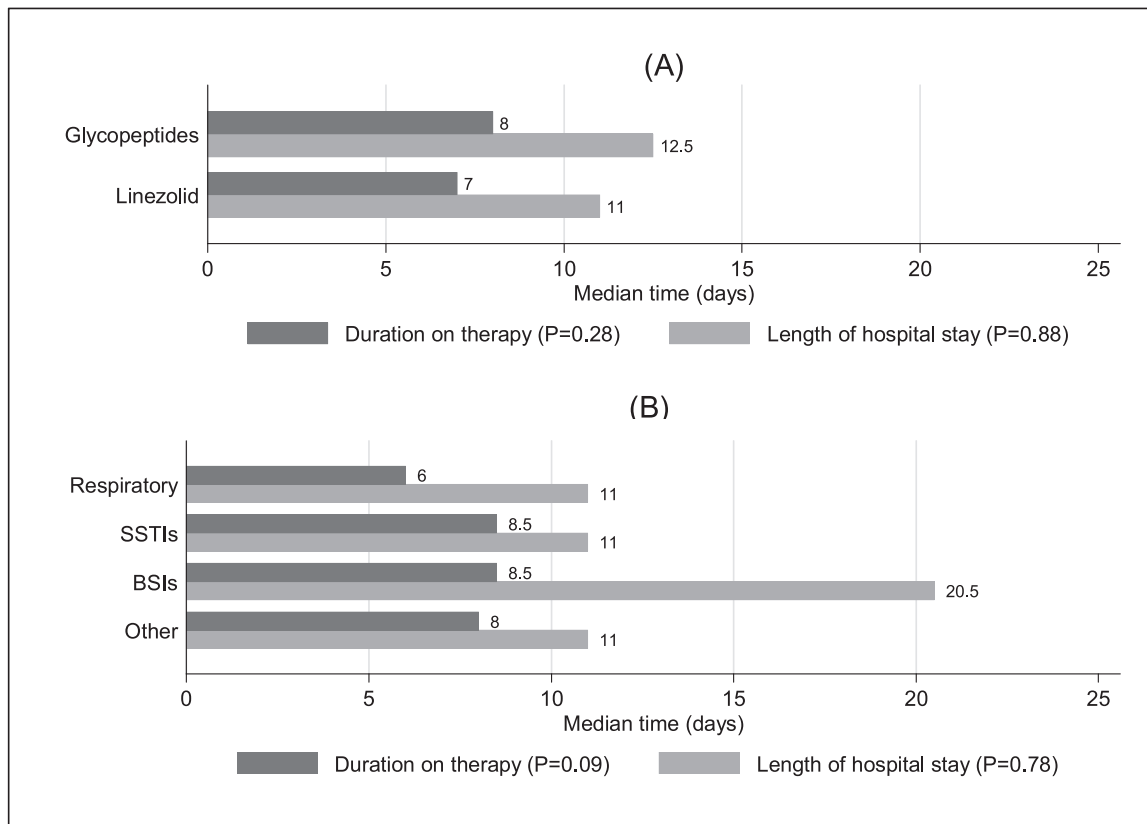 (A)
Glycopeptides
8
12.5
Linezolid
7
11
0 5 10 15 20 25
Median time (days)
Duration on therapy (P=0.28) Length of hospital stay (P=0.88)
(B)
Respiratory
6
11
SSTIs
8.5
11
BSIs
8.5
20.5
Other
8
11
0 5 10 15 20 25
Median time (days)
Duration on therapy (P=0.09) Length of hospital stay (P=0.78)